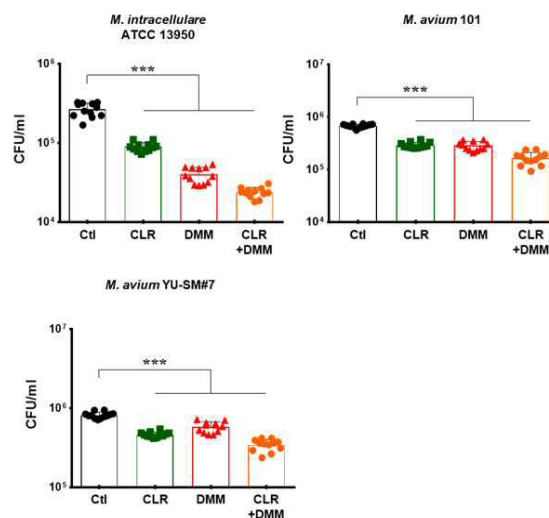 M. intracellulare
ATCC 13950
***
CFU/ml
10⁶
10⁵
10⁴
Ctl CLR DMM CLR
+DMM
M. avium 101
***
CFU/ml
10⁷
10⁶
10⁵
10⁴
Ctl CLR DMM CLR
+DMM
M. avium YU-SM#7
***
CFU/ml
10⁷
10⁶
10⁵
Ctl CLR DMM CLR
+DMM